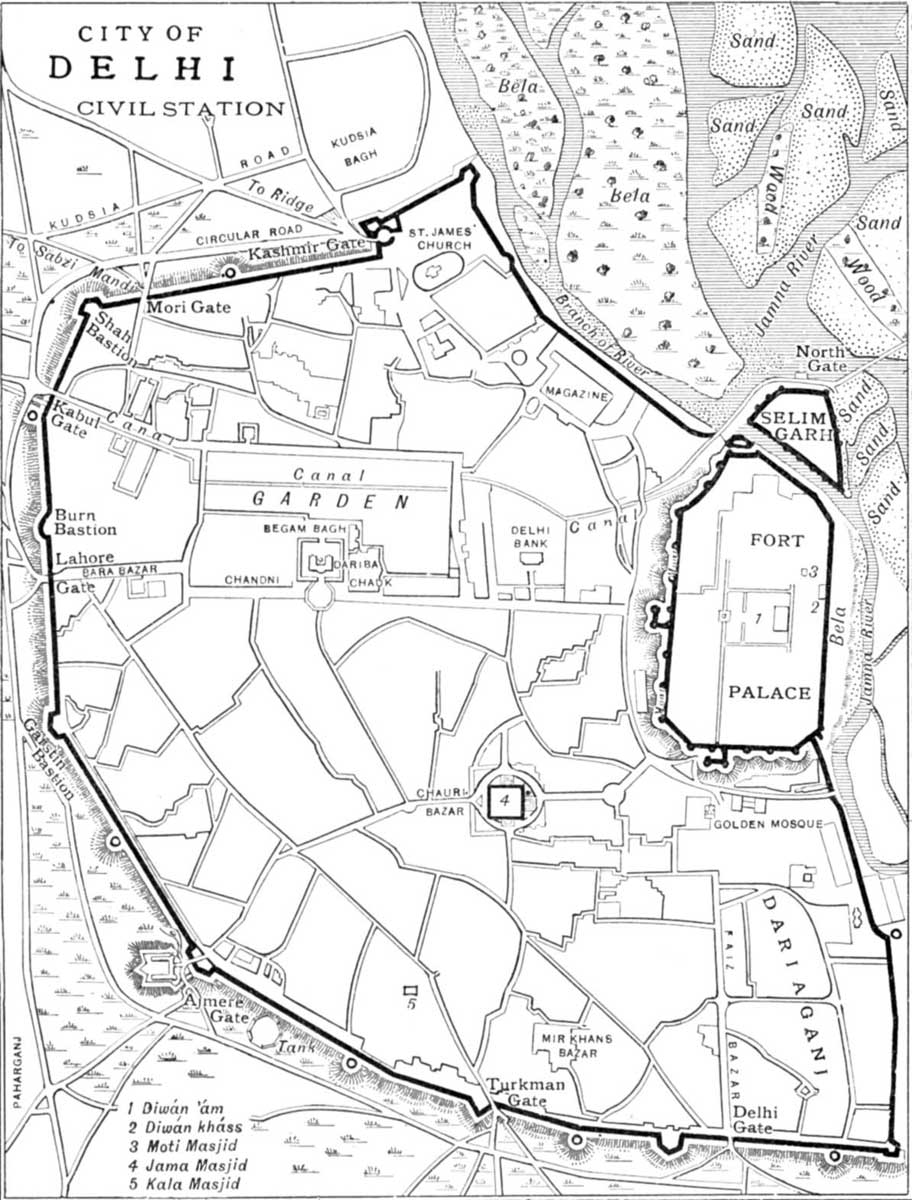 CITY OF
DELHI
CIVIL STATION
KUDSIA
BAGH
KUDSIA ROAD
To Ridge
CIRCULAR ROAD
To Sabzi Mandi
Kashmir Gate
ST. JAMES'
CHURCH
Mori Gate
Shah
Bastion
Bela
Bela
Sand
Sand
Sand
Sand
Wood
Sand
Wood
Jamna River
Branch of River
North
Gate
SELIM
GARH
Sand
Sand
Sand
MAGAZINE
Kabul
Gate
Canal
Canal
GARDEN
Canal
Burn
Bastion
BEGAM BAGH
DELHI
BANK
Lahore
Gate
BARA BAZAR
DARIBA
CHANDNI
CHAUK
FORT
3
2
1
Bela
Jamna River
PALACE
Garstin
Bastion
CHAURI
BAZAR
4
GOLDEN MOSQUE
DARIAGANJ
FAIZ
BAZAR
Ajmere
Gate
5
Tank
MIR KHANS
BAZAR
Turkman
Gate
Delhi
Gate
PAHARGANJ
1 Diwán 'ám
2 Diwán kháss
3 Moti Masjid
4 Jama Masjid
5 Kala Masjid